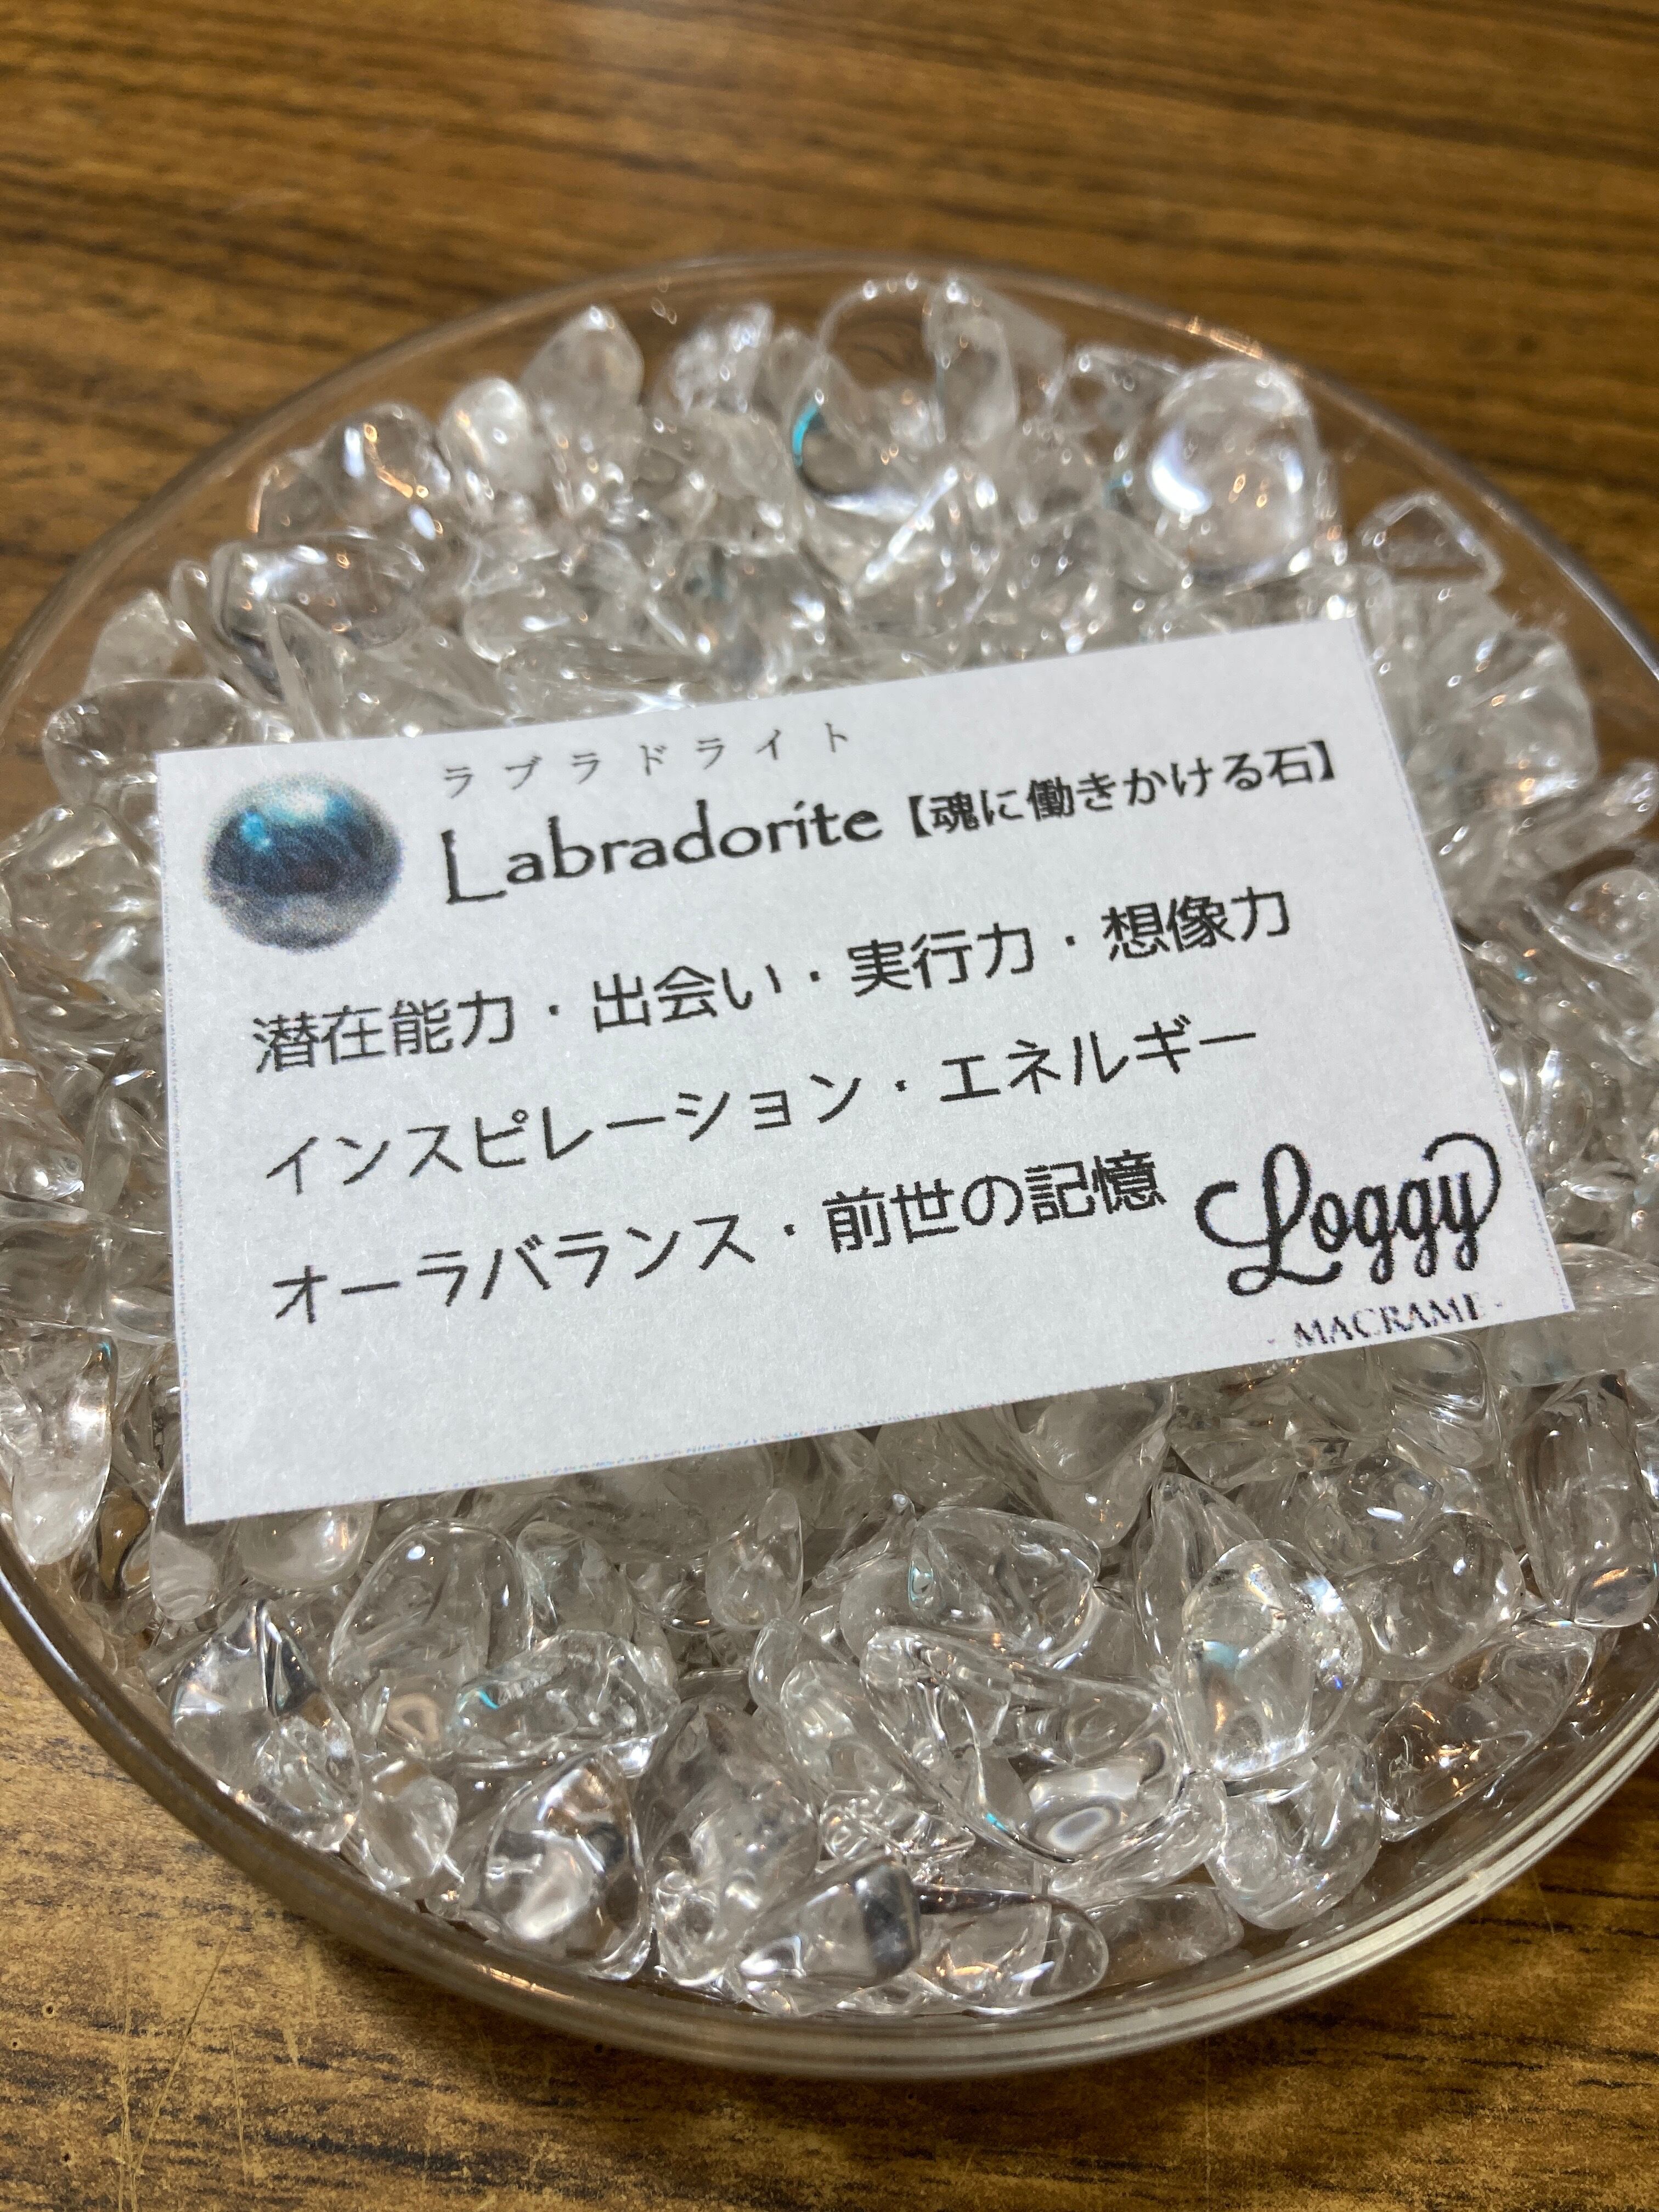 ラブラドライト
Labradorite【魂に働きかける石】
潜在能力・出会い・実行力・想像力
インスピレーション・エネルギー
オーラバランス・前世の記憶
Loggy
- MACRAME -